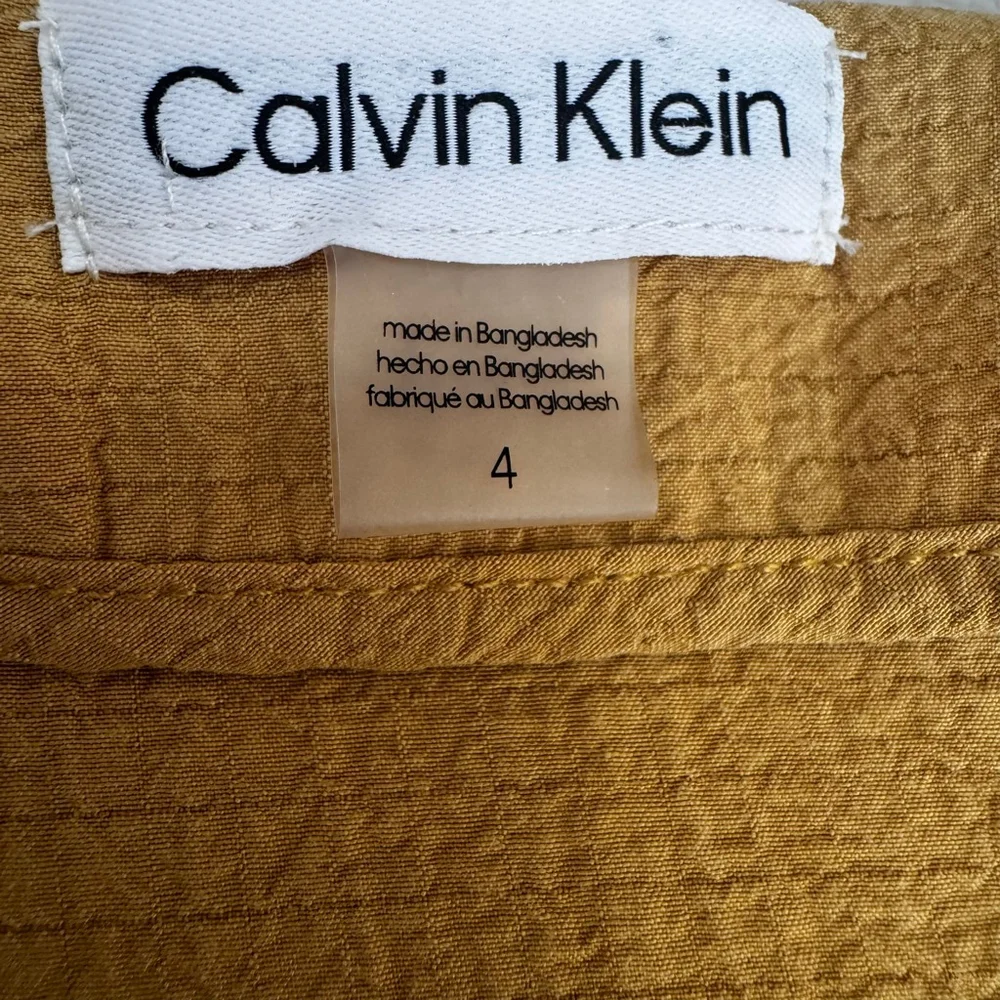 Calvin Klein
made in Bangladesh
hecho en Bangladesh
fabriqué au Bangladesh
4